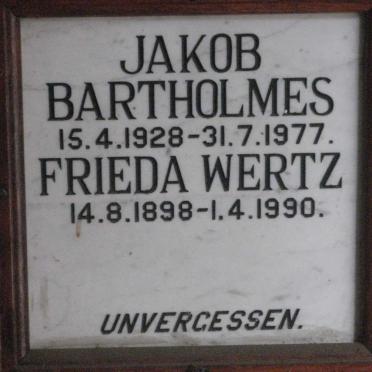 JAKOB
BARTHOLMES
15.4.1928-31.7.1977.
FRIEDA WERTZ
14.8.1898-1.4.1990.
UNVERGESSEN.